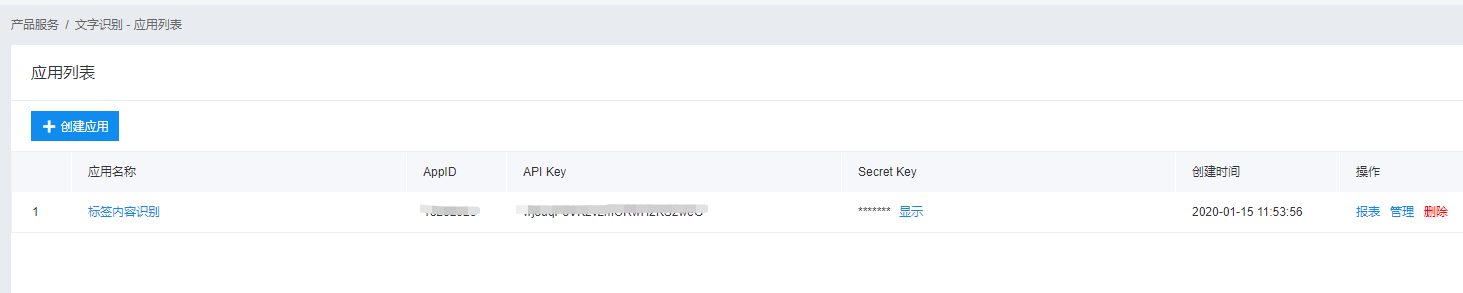 产品服务 / 文字识别 - 应用列表
应用列表
创建应用
应用名称 AppID API Key Secret Key 创建时间 操作
1 标签内容识别 ******* 显示 2020-01-15 11:53:56 报表 管理 删除